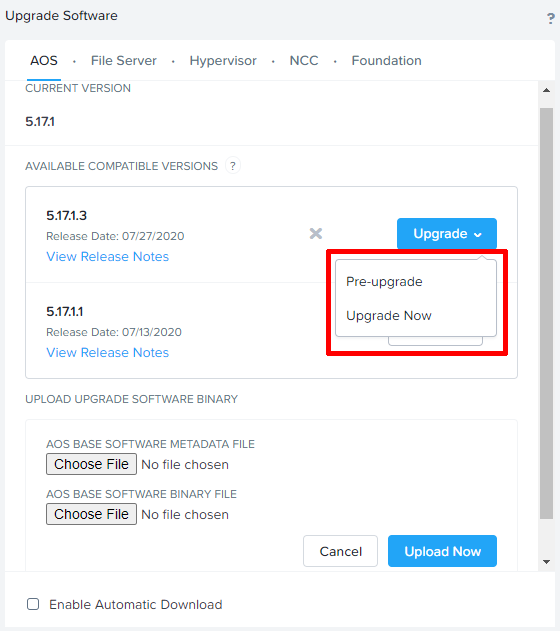 Upgrade Software ?
AOS · File Server · Hypervisor · NCC · Foundation
CURRENT VERSION
5.17.1
AVAILABLE COMPATIBLE VERSIONS ?
5.17.1.3
Release Date: 07/27/2020
View Release Notes
Upgrade
Pre-upgrade
Upgrade Now
5.17.1.1
Release Date: 07/13/2020
View Release Notes
UPLOAD UPGRADE SOFTWARE BINARY
AOS BASE SOFTWARE METADATA FILE
Choose File No file chosen
AOS BASE SOFTWARE BINARY FILE
Choose File No file chosen
Cancel Upload Now
Enable Automatic Download